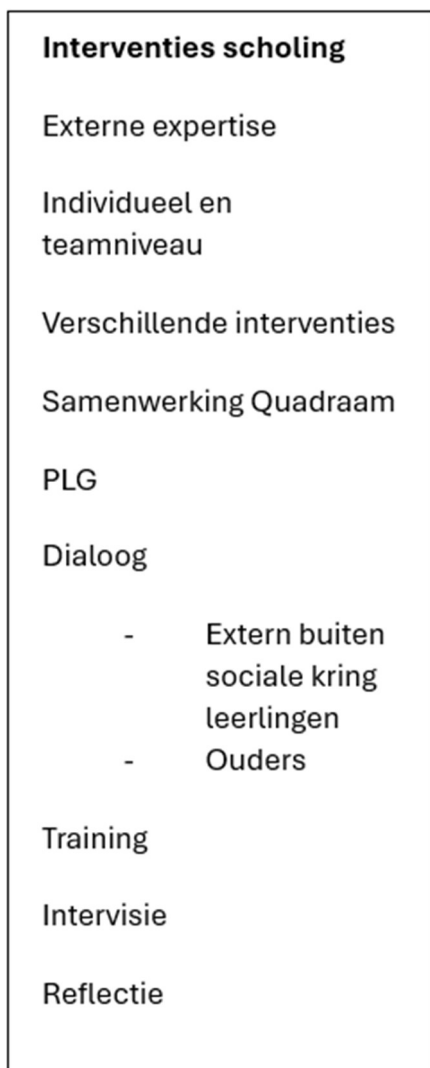 Interventies scholing
Externe expertise
Individueel en
teamniveau
Verschillende interventies
Samenwerking Quadraam
PLG
Dialoog
- Extern buiten
sociale kring
leerlingen
- Ouders
Training
Intervisie
Reflectie